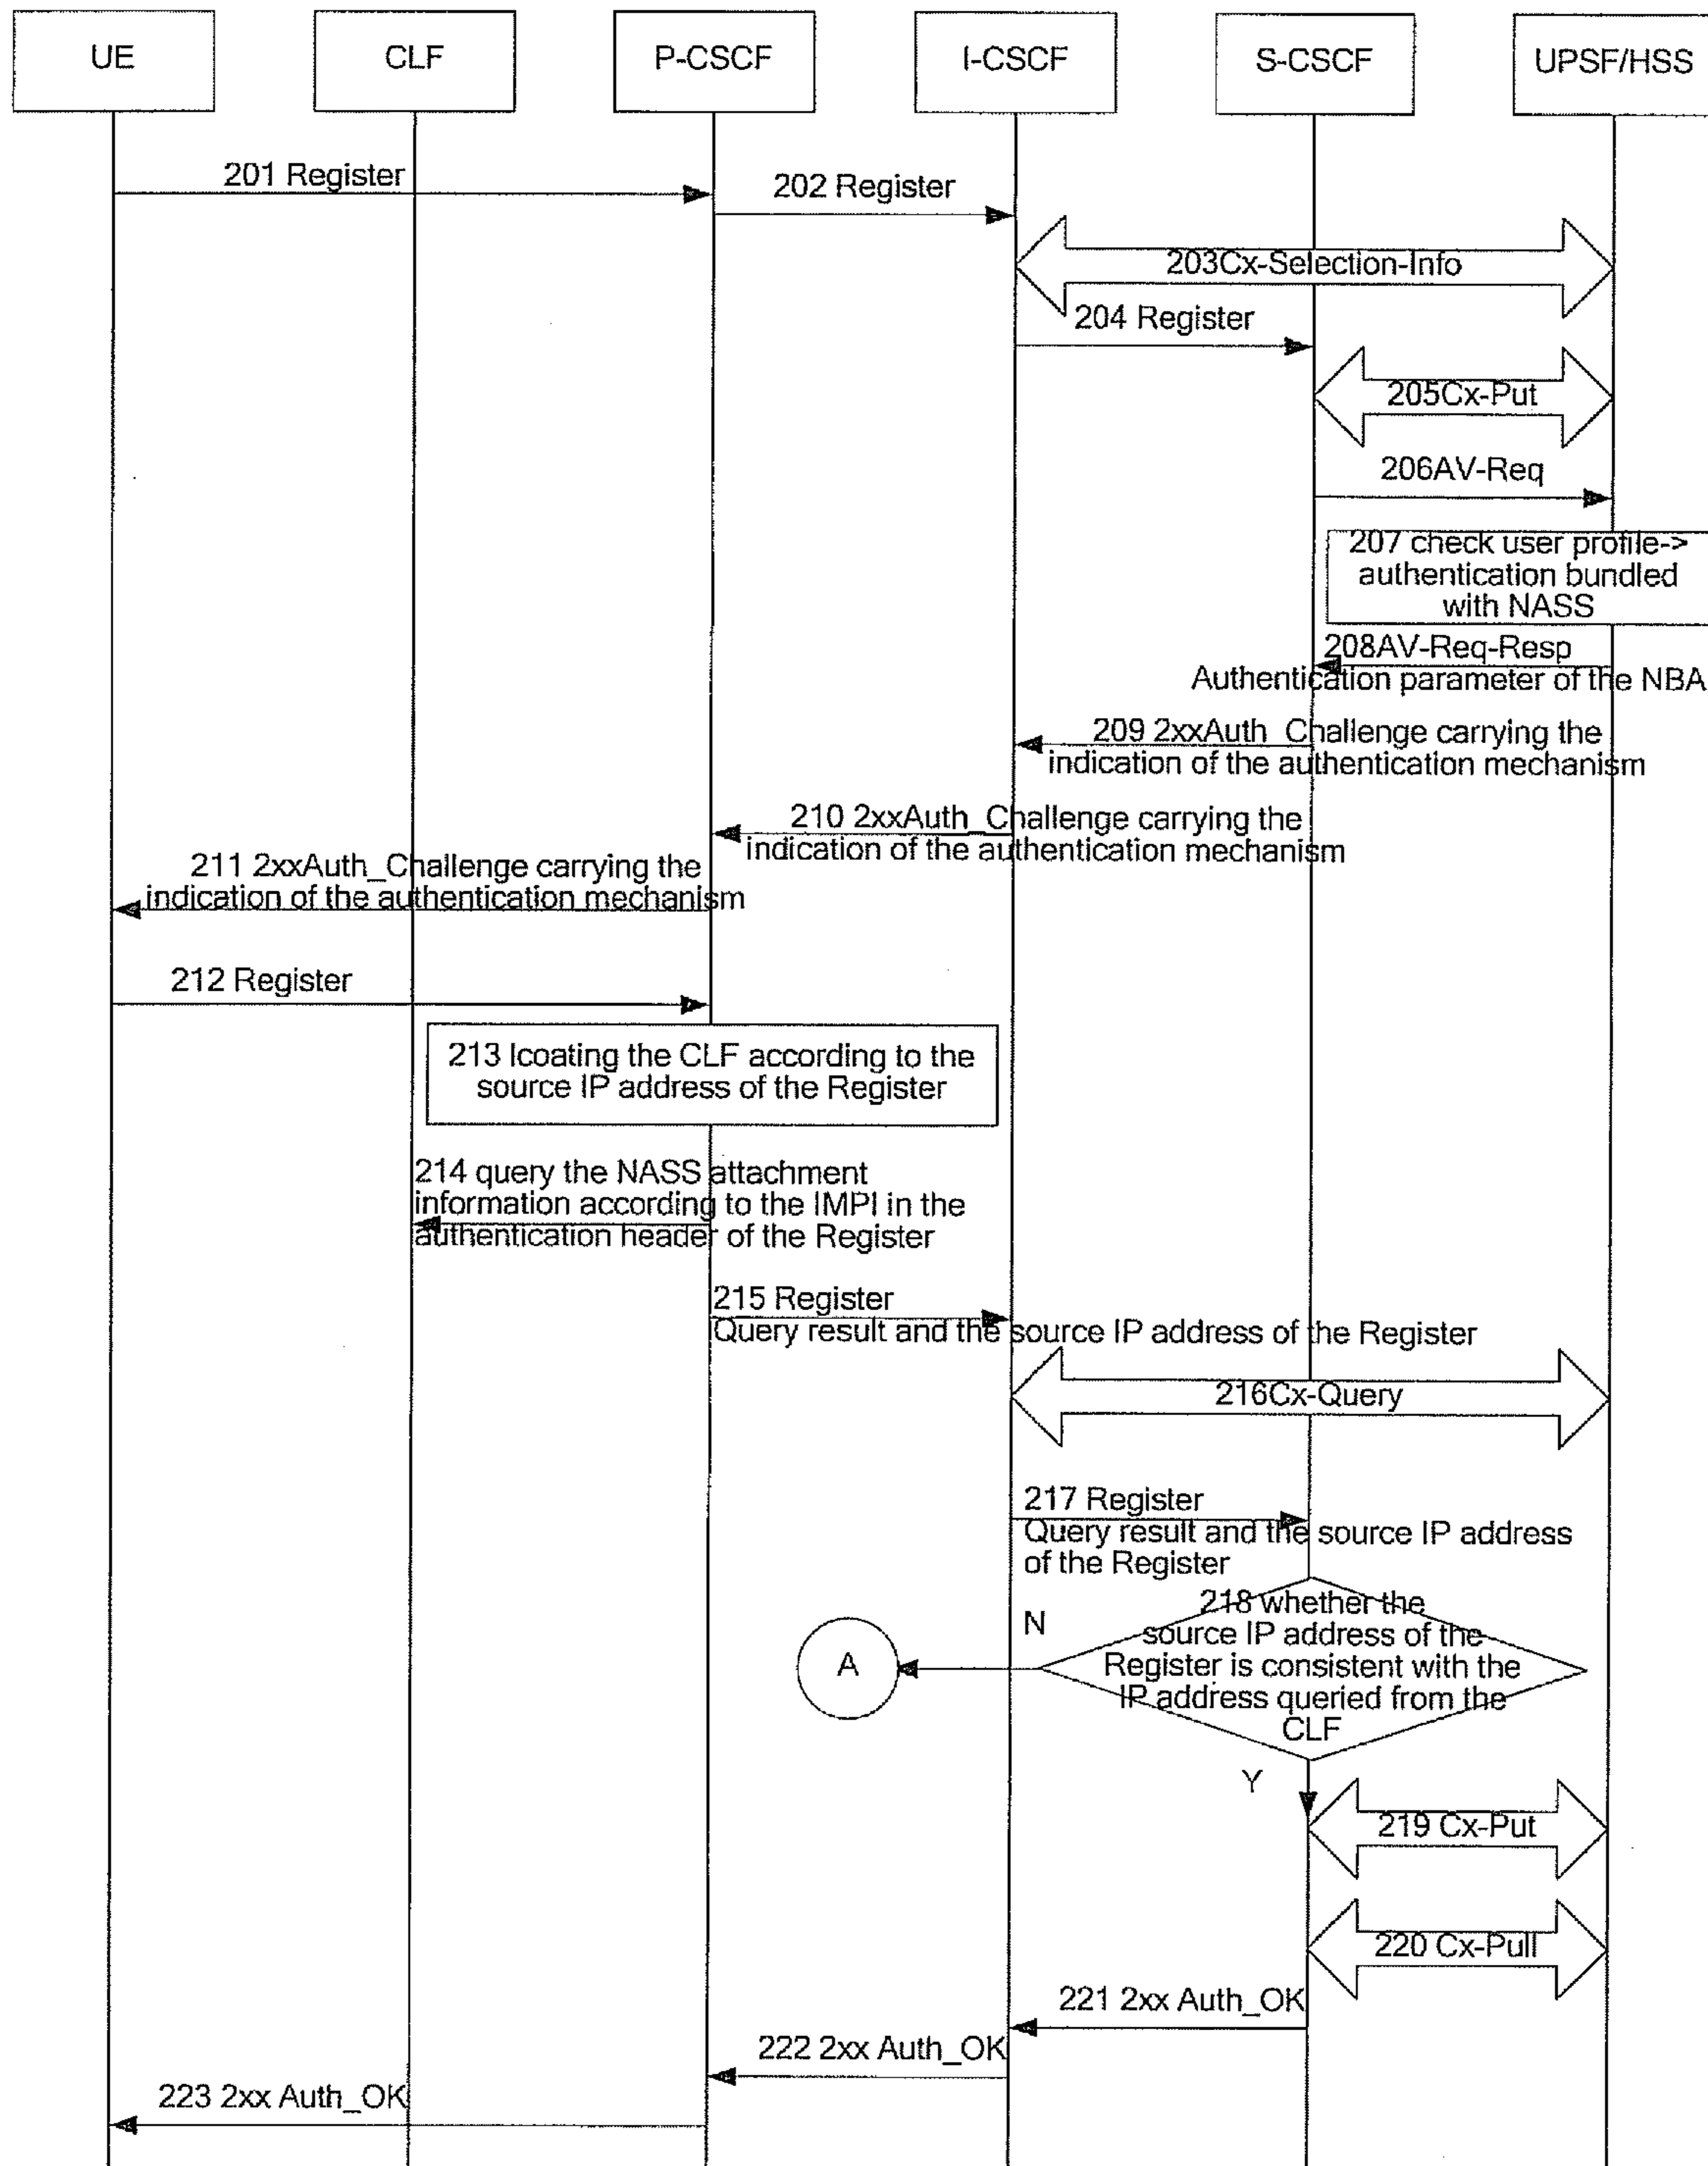 UE
CLF
P-CSCF
I-CSCF
S-CSCF
UPSF/HSS
201 Register
202 Register
203Cx-Selection-Info
204 Register
205Cx-Put
206AV-Req
207 check user profile->
authentication bundled
with NASS
208AV-Req-Resp
Authentication parameter of the NBA
209 2xxAuth_Challenge carrying the
indication of the authentication mechanism
210 2xxAuth_Challenge carrying the
indication of the authentication mechanism
211 2xxAuth_Challenge carrying the
indication of the authentication mechanism
212 Register
213 lcoating the CLF according to the
source IP address of the Register
214 query the NASS attachment
information according to the IMPI in the
authentication header of the Register
215 Register
Query result and the source IP address of the Register
216Cx-Query
217 Register
Query result and the source IP address
of the Register
218 whether the
source IP address of the
Register is consistent with the
IP address queried from the
CLF
N
A
Y
219 Cx-Put
220 Cx-Pull
221 2xx Auth_OK
222 2xx Auth_OK
223 2xx Auth_OK